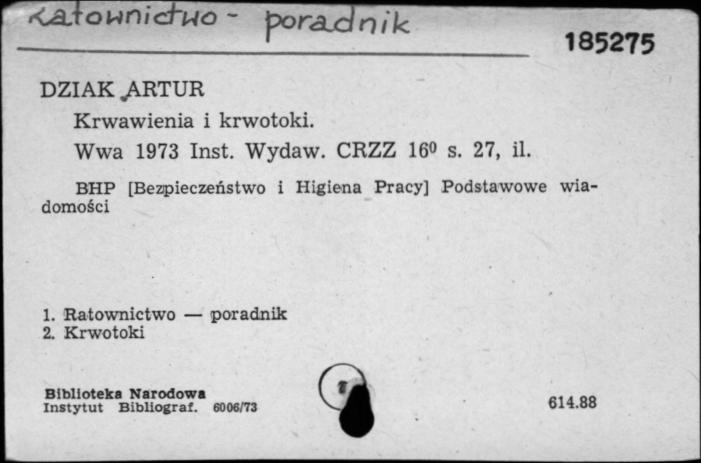 Ratownictwo - poradnik
185275
DZIAK ARTUR
Krwawienia i krwotoki.
Wwa 1973 Inst. Wydaw. CRZZ 16⁰ s. 27, il.
BHP [Bezpieczeństwo i Higiena Pracy] Podstawowe wia-
domości
1. Ratownictwo — poradnik
2. Krwotoki
Biblioteka Narodowa
Instytut Bibliograf. 6006/73
614.88